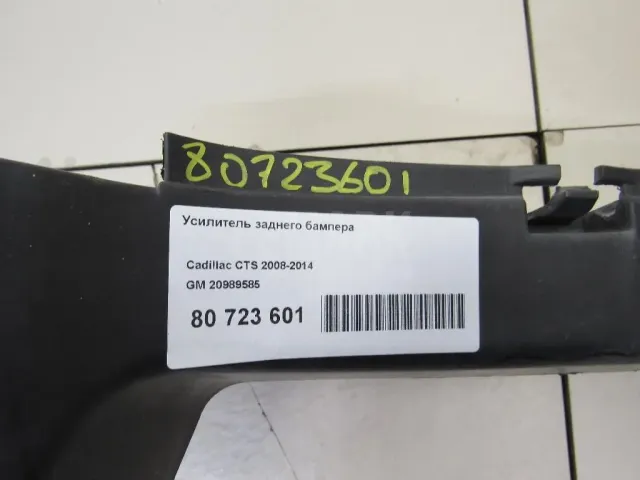 80723601
Усилитель заднего бампера
Cadillac CTS 2008-2014
GM 20989585
80 723 601